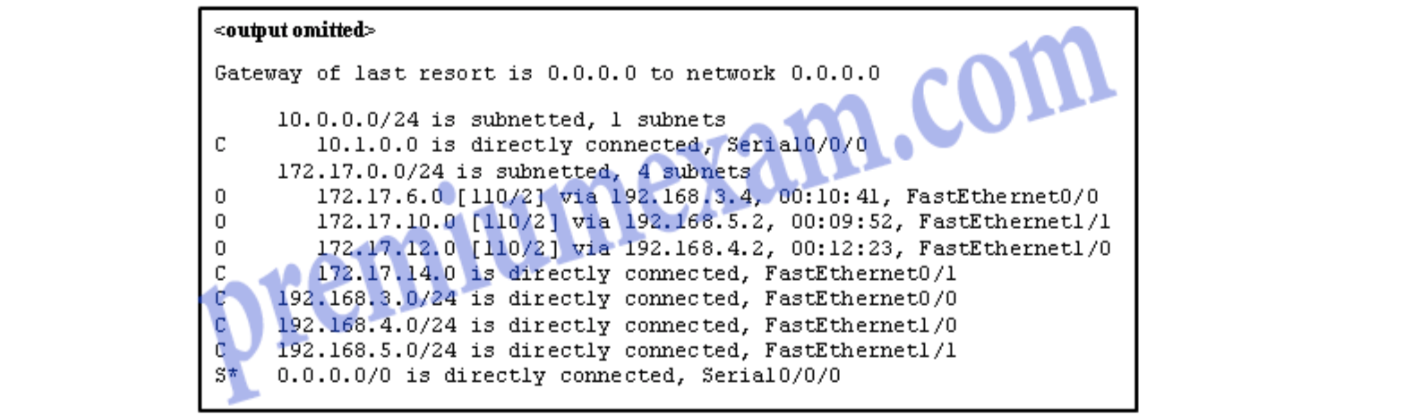 <output omitted>
Gateway of last resort is 0.0.0.0 to network 0.0.0.0
10.0.0.0/24 is subnetted, 1 subnets
C 10.1.0.0 is directly connected, Serial0/0/0
172.17.0.0/24 is subnetted, 4 subnets
O 172.17.6.0 [110/2] via 192.168.3.4, 00:10:41, FastEthernet0/0
O 172.17.10.0 [110/2] via 192.168.5.2, 00:09:52, FastEthernet1/1
O 172.17.12.0 [110/2] via 192.168.4.2, 00:12:23, FastEthernet1/0
C 172.17.14.0 is directly connected, FastEthernet0/1
C 192.168.3.0/24 is directly connected, FastEthernet0/0
C 192.168.4.0/24 is directly connected, FastEthernet1/0
C 192.168.5.0/24 is directly connected, FastEthernet1/1
S* 0.0.0.0/0 is directly connected, Serial0/0/0
premiumexam.com